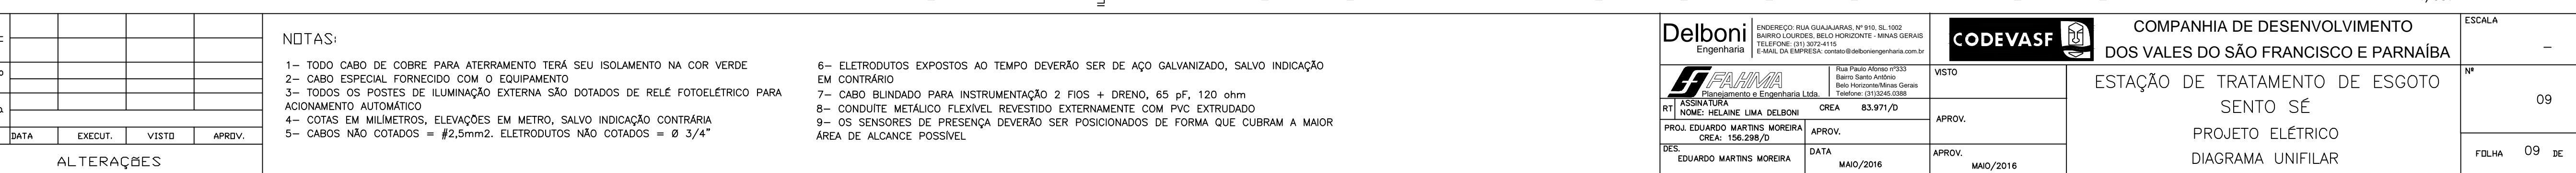 DATA EXECUT. VISTO APROV.
ALTERAÇÕES
NOTAS:
1- TODO CABO DE COBRE PARA ATERRAMENTO TERÁ SEU ISOLAMENTO NA COR VERDE
2- CABO ESPECIAL FORNECIDO COM O EQUIPAMENTO
3- TODOS OS POSTES DE ILUMINAÇÃO EXTERNA SÃO DOTADOS DE RELÉ FOTOELÉTRICO PARA
ACIONAMENTO AUTOMÁTICO
4- COTAS EM MILÍMETROS, ELEVAÇÕES EM METRO, SALVO INDICAÇÃO CONTRÁRIA
5- CABOS NÃO COTADOS = #2,5mm2. ELETRODUTOS NÃO COTADOS = Ø 3/4"
6- ELETRODUTOS EXPOSTOS AO TEMPO DEVERÃO SER DE AÇO GALVANIZADO, SALVO INDICAÇÃO
EM CONTRÁRIO
7- CABO BLINDADO PARA INSTRUMENTAÇÃO 2 FIOS + DRENO, 65 pF, 120 ohm
8- CONDUÍTE METÁLICO FLEXÍVEL REVESTIDO EXTERNAMENTE COM PVC EXTRUDADO
9- OS SENSORES DE PRESENÇA DEVERÃO SER POSICIONADOS DE FORMA QUE CUBRAM A MAIOR
ÁREA DE ALCANCE POSSÍVEL
Delboni
Engenharia
ENDEREÇO: RUA GUAJAJARAS, Nº 910, SL.1002
BAIRRO LOURDES, BELO HORIZONTE - MINAS GERAIS
TELEFONE: (31) 3072-4115
E-MAIL DA EMPRESA: contato@delboniengenharia.com.br
FAHMA
Planejamento e Engenharia Ltda.
Rua Paulo Afonso nº333
Bairro Santo Antônio
Belo Horizonte/Minas Gerais
Telefone: (31)3245.0388
RT ASSINATURA
NOME: HELAINE LIMA DELBONI CREA 83.971/D
PROJ. EDUARDO MARTINS MOREIRA
CREA: 156.298/D
APROV.
DES.
EDUARDO MARTINS MOREIRA
DATA
MAIO/2016
CODEVASF
VISTO
APROV.
APROV.
MAIO/2016
COMPANHIA DE DESENVOLVIMENTO
DOS VALES DO SÃO FRANCISCO E PARNAÍBA
ESTAÇÃO DE TRATAMENTO DE ESGOTO
SENTO SÉ
PROJETO ELÉTRICO
DIAGRAMA UNIFILAR
ESCALA
–
Nº
09
FOLHA 09 DE